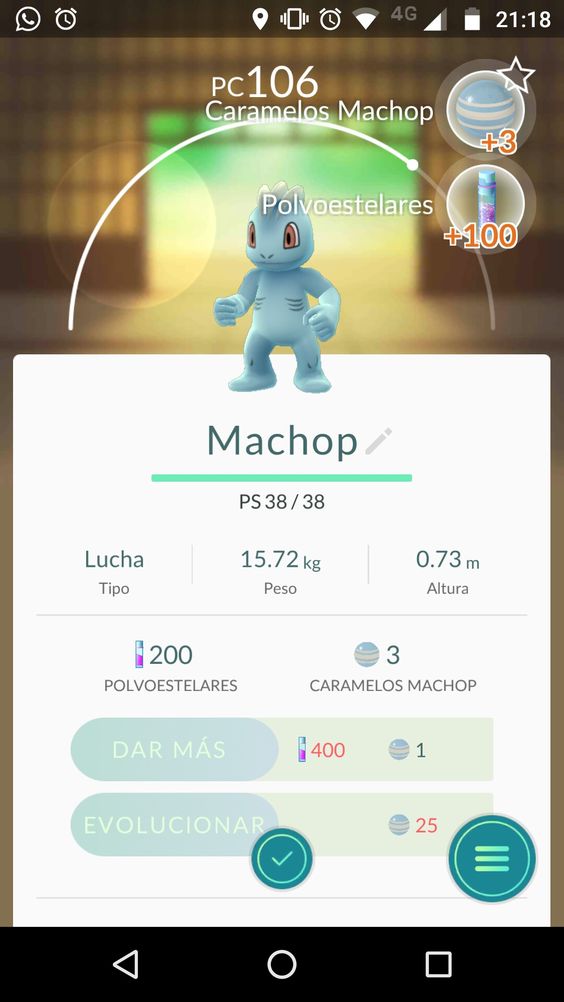 4G
21:18
PC106
Caramelos Machop
+3
Polvoestelares
+100
Machop
PS 38 / 38
Lucha
Tipo
15.72 kg
Peso
0.73 m
Altura
200
POLVOESTELARES
3
CARAMELOS MACHOP
DAR MÁS
400
1
EVOLUCIONAR
25